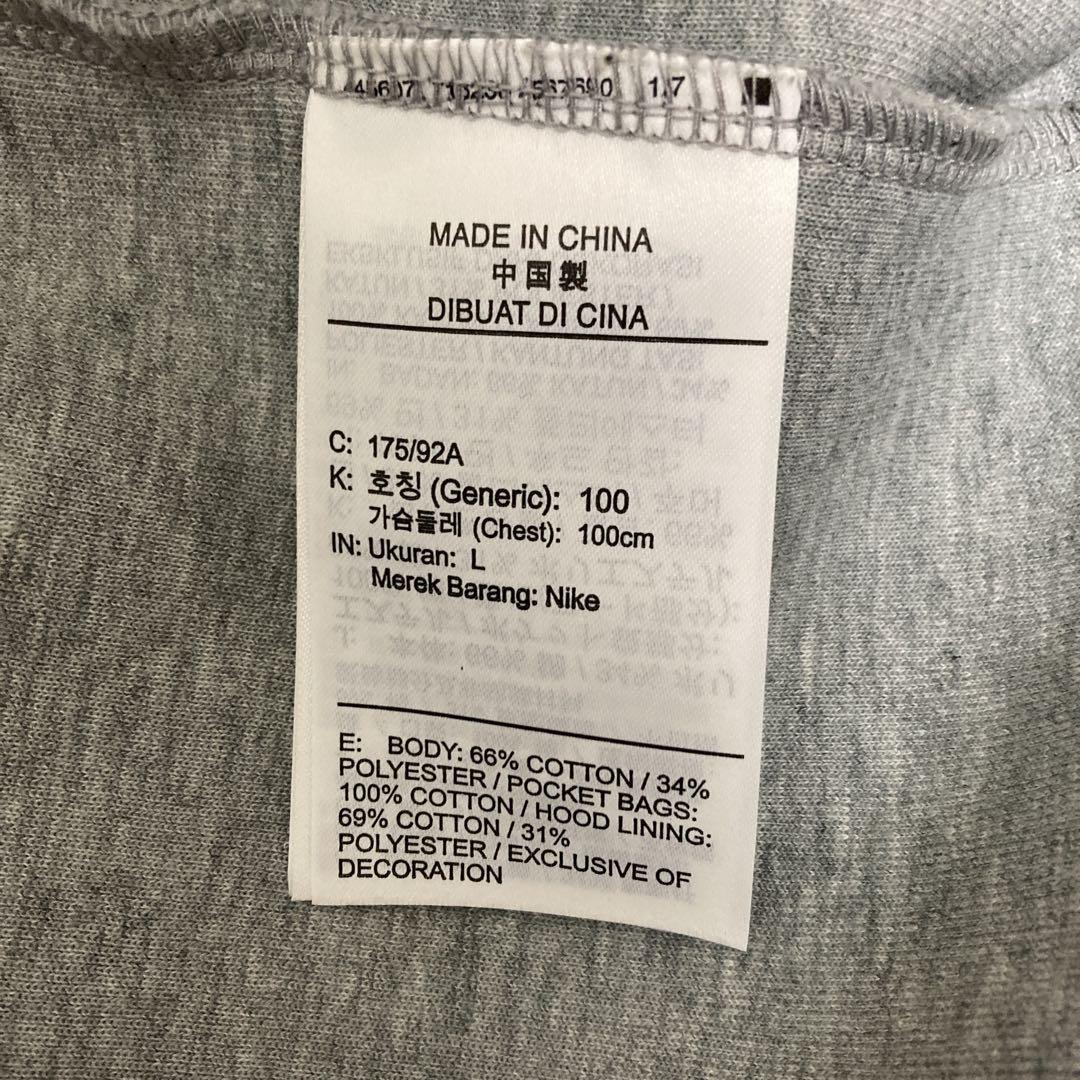 MADE IN CHINA
中国製
DIBUAT DI CINA
C: 175/92A
K: 호칭 (Generic): 100
가슴둘레 (Chest): 100cm
IN: Ukuran: L
Merek Barang: Nike
E: BODY: 66% COTTON / 34%
POLYESTER / POCKET BAGS:
100% COTTON / HOOD LINING:
69% COTTON / 31%
POLYESTER / EXCLUSIVE OF
DECORATION